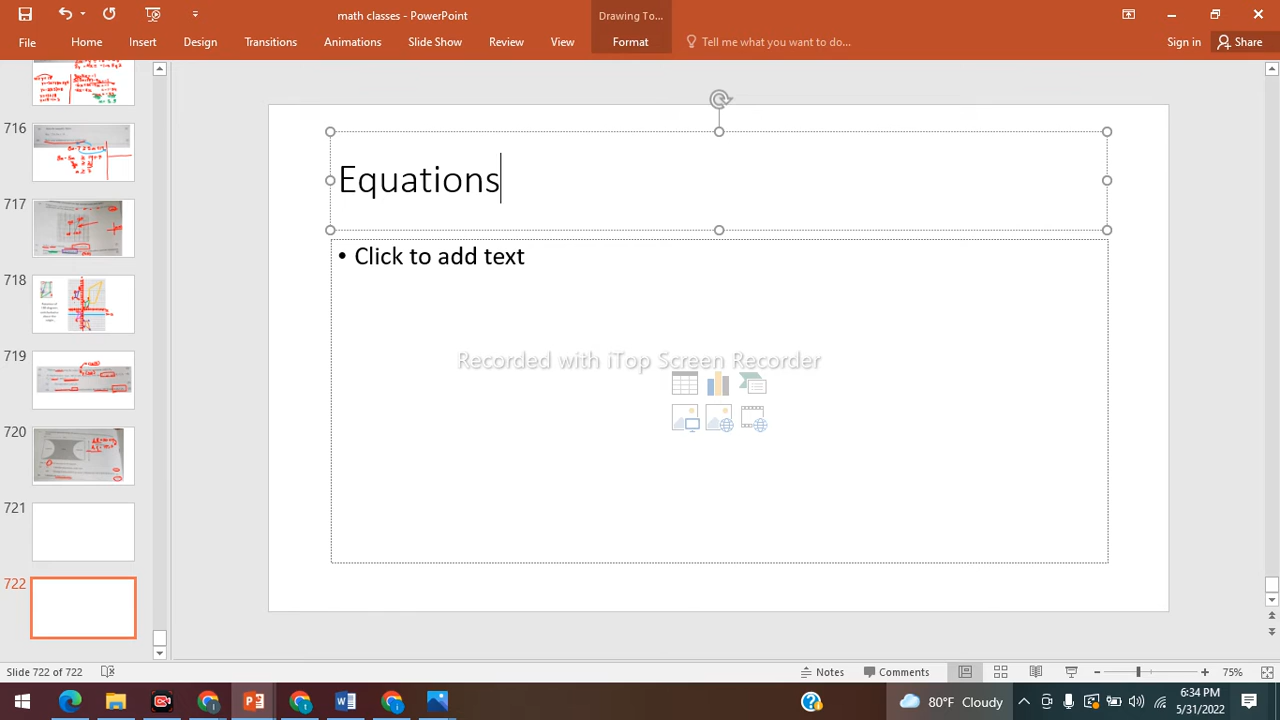 math classes - PowerPoint
Drawing To...
File
Home
Insert
Design
Transitions
Animations
Slide Show
Review
View
Format
Tell me what you want to do...
Sign in
Share
716
717
718
719
720
721
722
Equations
• Click to add text
Recorded with iTop Screen Recorder
Slide 722 of 722
Notes
Comments
75%
80°F Cloudy
6:34 PM
5/31/2022